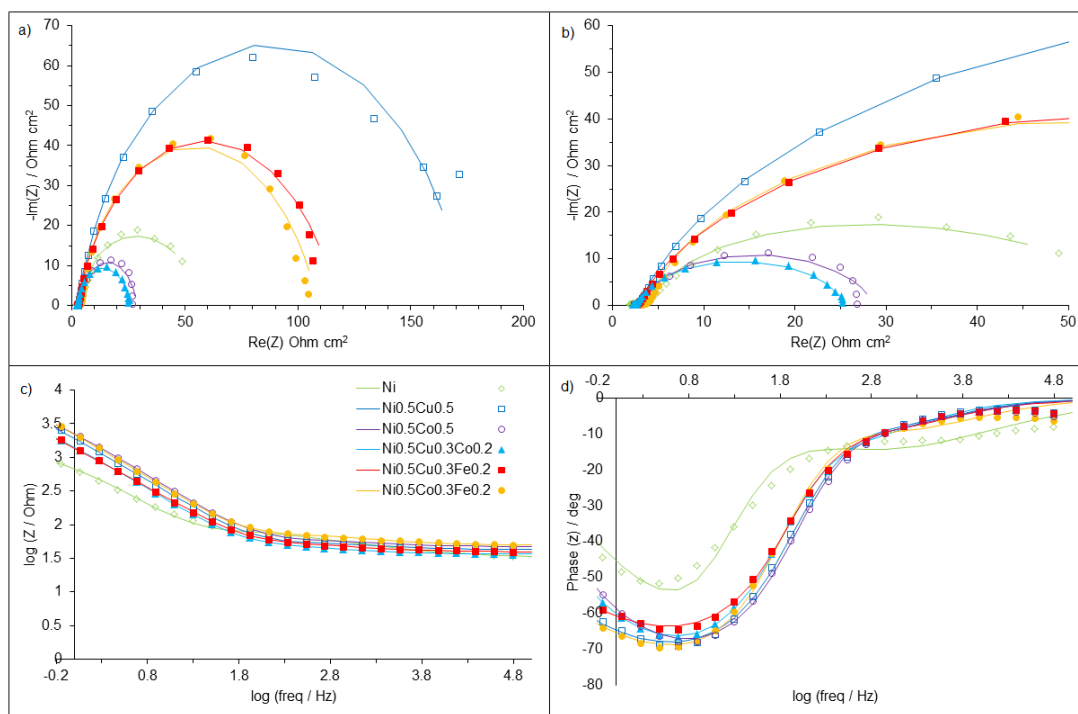 a)
70
60
50
40
30
20
10
0
-Im(Z) / Ohm cm²
0 50 100 150 200
Re(Z) Ohm cm²
b)
60
50
40
30
20
10
0
-Im(Z) / Ohm cm²
0 10 20 30 40 50
Re(Z) Ohm cm²
c)
4
3.5
3
2.5
2
1.5
1
0.5
0
log (Z / Ohm)
-0.2 0.8 1.8 2.8 3.8 4.8
log (freq / Hz)
Ni
Ni0.5Cu0.5
Ni0.5Co0.5
Ni0.5Cu0.3Co0.2
Ni0.5Cu0.3Fe0.2
Ni0.5Co0.3Fe0.2
d)
-0.2 0.8 1.8 2.8 3.8 4.8
0
-10
-20
-30
-40
-50
-60
-70
-80
Phase (z) / deg
log (freq / Hz)